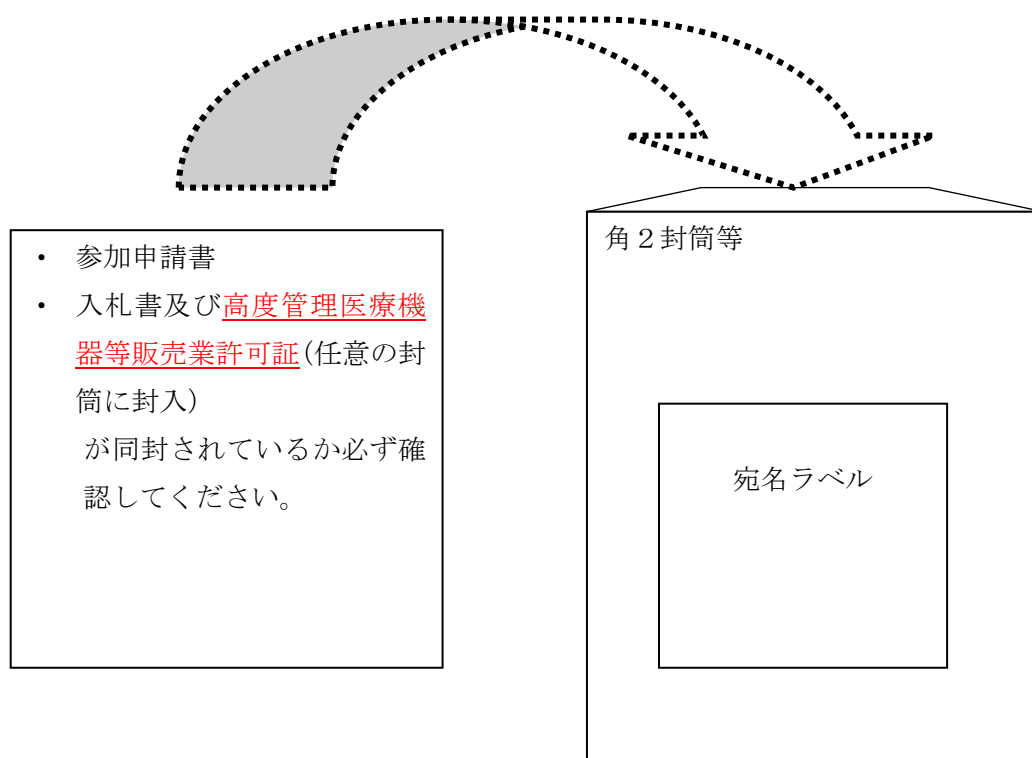 ・ 参加申請書
・ 入札書及び高度管理医療機
器等販売業許可証(任意の封
筒に封入)
が同封されているか必ず確
認してください。
角２封筒等
宛名ラベル